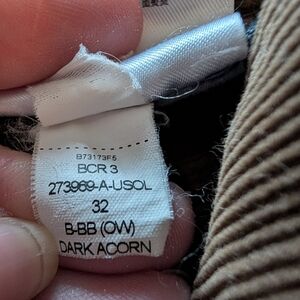 B73173F5
BCR 3
273969-A-USOL
32
B-BB (OW)
DARK ACORN